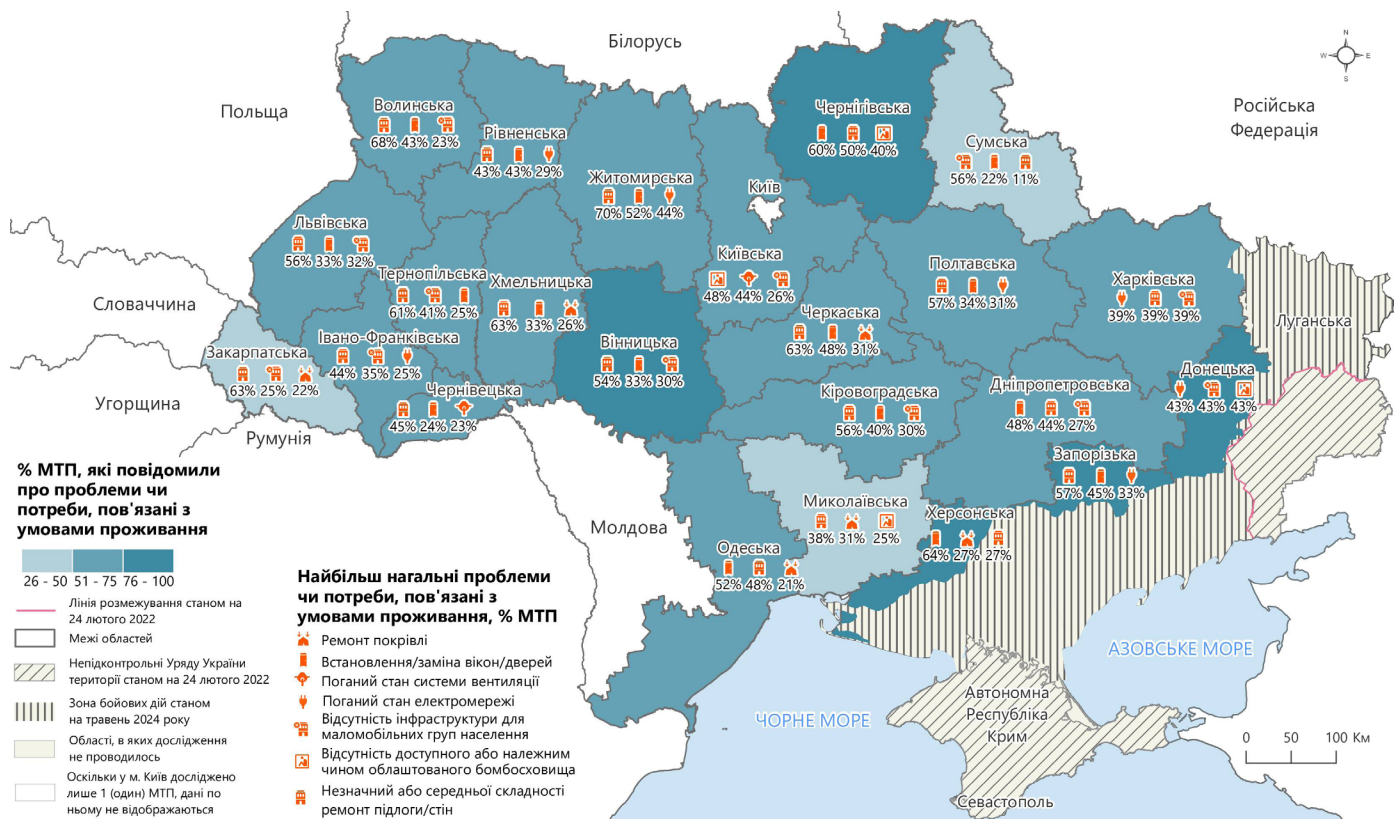 Білорусь
Польща
Російська
Федерація
N
W
E
S
Волинська
68% 43% 23%
Рівненська
43% 43% 29%
Житомирська
70% 52% 44%
Київ
Чернігівська
60% 50% 40%
Сумська
56% 22% 11%
Львівська
56% 33% 32%
Тернопільська
61% 41% 25%
Хмельницька
63% 33% 26%
Київська
48% 44% 26%
Полтавська
57% 34% 31%
Харківська
39% 39% 39%
Луганська
Словаччина
Закарпатська
63% 25% 22%
Івано-Франківська
44% 35% 25%
Чернівецька
45% 24% 23%
Вінницька
54% 33% 30%
Черкаська
63% 48% 31%
Кіровоградська
56% 40% 30%
Дніпропетровська
48% 44% 27%
Донецька
43% 43% 43%
Угорщина
Румунія
Запорізька
57% 45% 33%
Миколаївська
38% 31% 25%
Херсонська
64% 27% 27%
Молдова
Одеська
52% 48% 21%
АЗОВСЬКЕ МОРЕ
ЧОРНЕ МОРЕ
Автономна
Республіка
Крим
Севастополь
0 50 100 Км
% МТП, які повідомили
про проблеми чи
потреби, пов'язані з
умовами проживання
26 - 50 51 - 75 76 - 100
Лінія розмежування станом на
24 лютого 2022
Межі областей
Непідконтрольні Уряду України
території станом на 24 лютого 2022
Зона бойових дій станом
на травень 2024 року
Області, в яких дослідження
не проводилось
Оскільки у м. Київ досліджено
лише 1 (один) МТП, дані по
ньому не відображаються
Найбільш нагальні проблеми
чи потреби, пов'язані з
умовами проживання, % МТП
Ремонт покрівлі
Встановлення/заміна вікон/дверей
Поганий стан системи вентиляції
Поганий стан електромережі
Відсутність інфраструктури для
маломобільних груп населення
Відсутність доступного або належним
чином облаштованого бомбосховища
Незначний або середньої складності
ремонт підлоги/стін